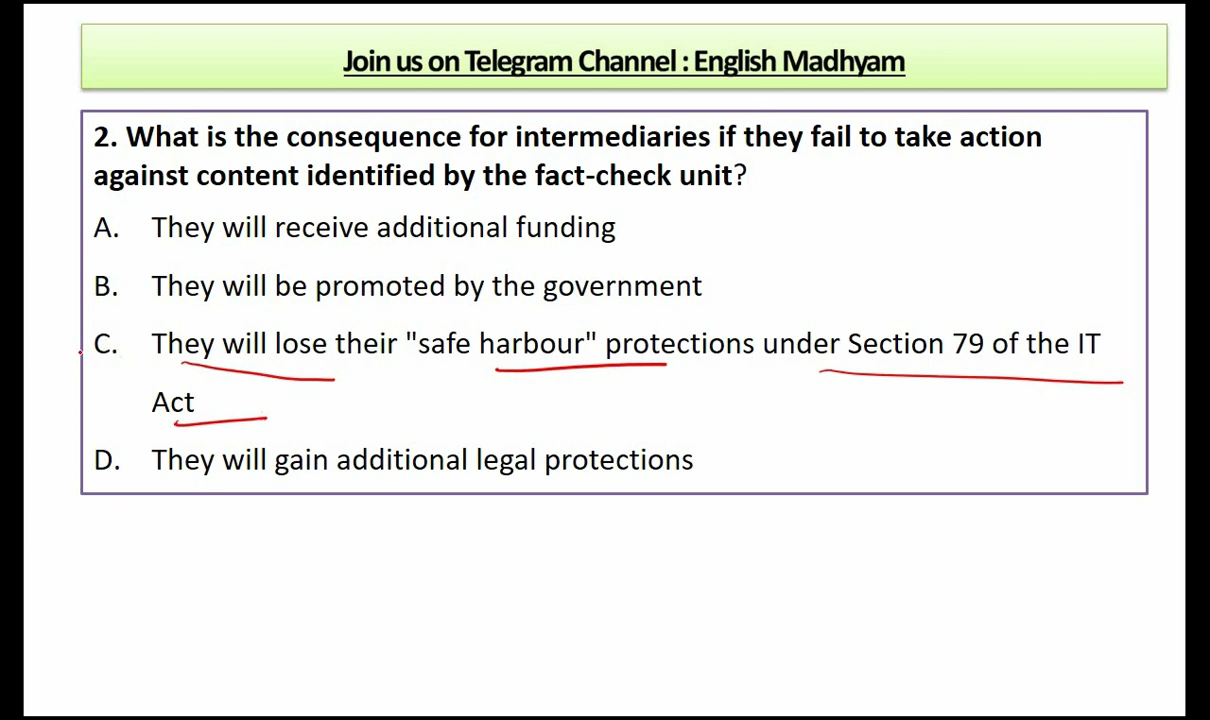 Join us on Telegram Channel : English Madhyam
2. What is the consequence for intermediaries if they fail to take action
against content identified by the fact-check unit?
A. They will receive additional funding
B. They will be promoted by the government
C. They will lose their "safe harbour" protections under Section 79 of the IT
Act
D. They will gain additional legal protections